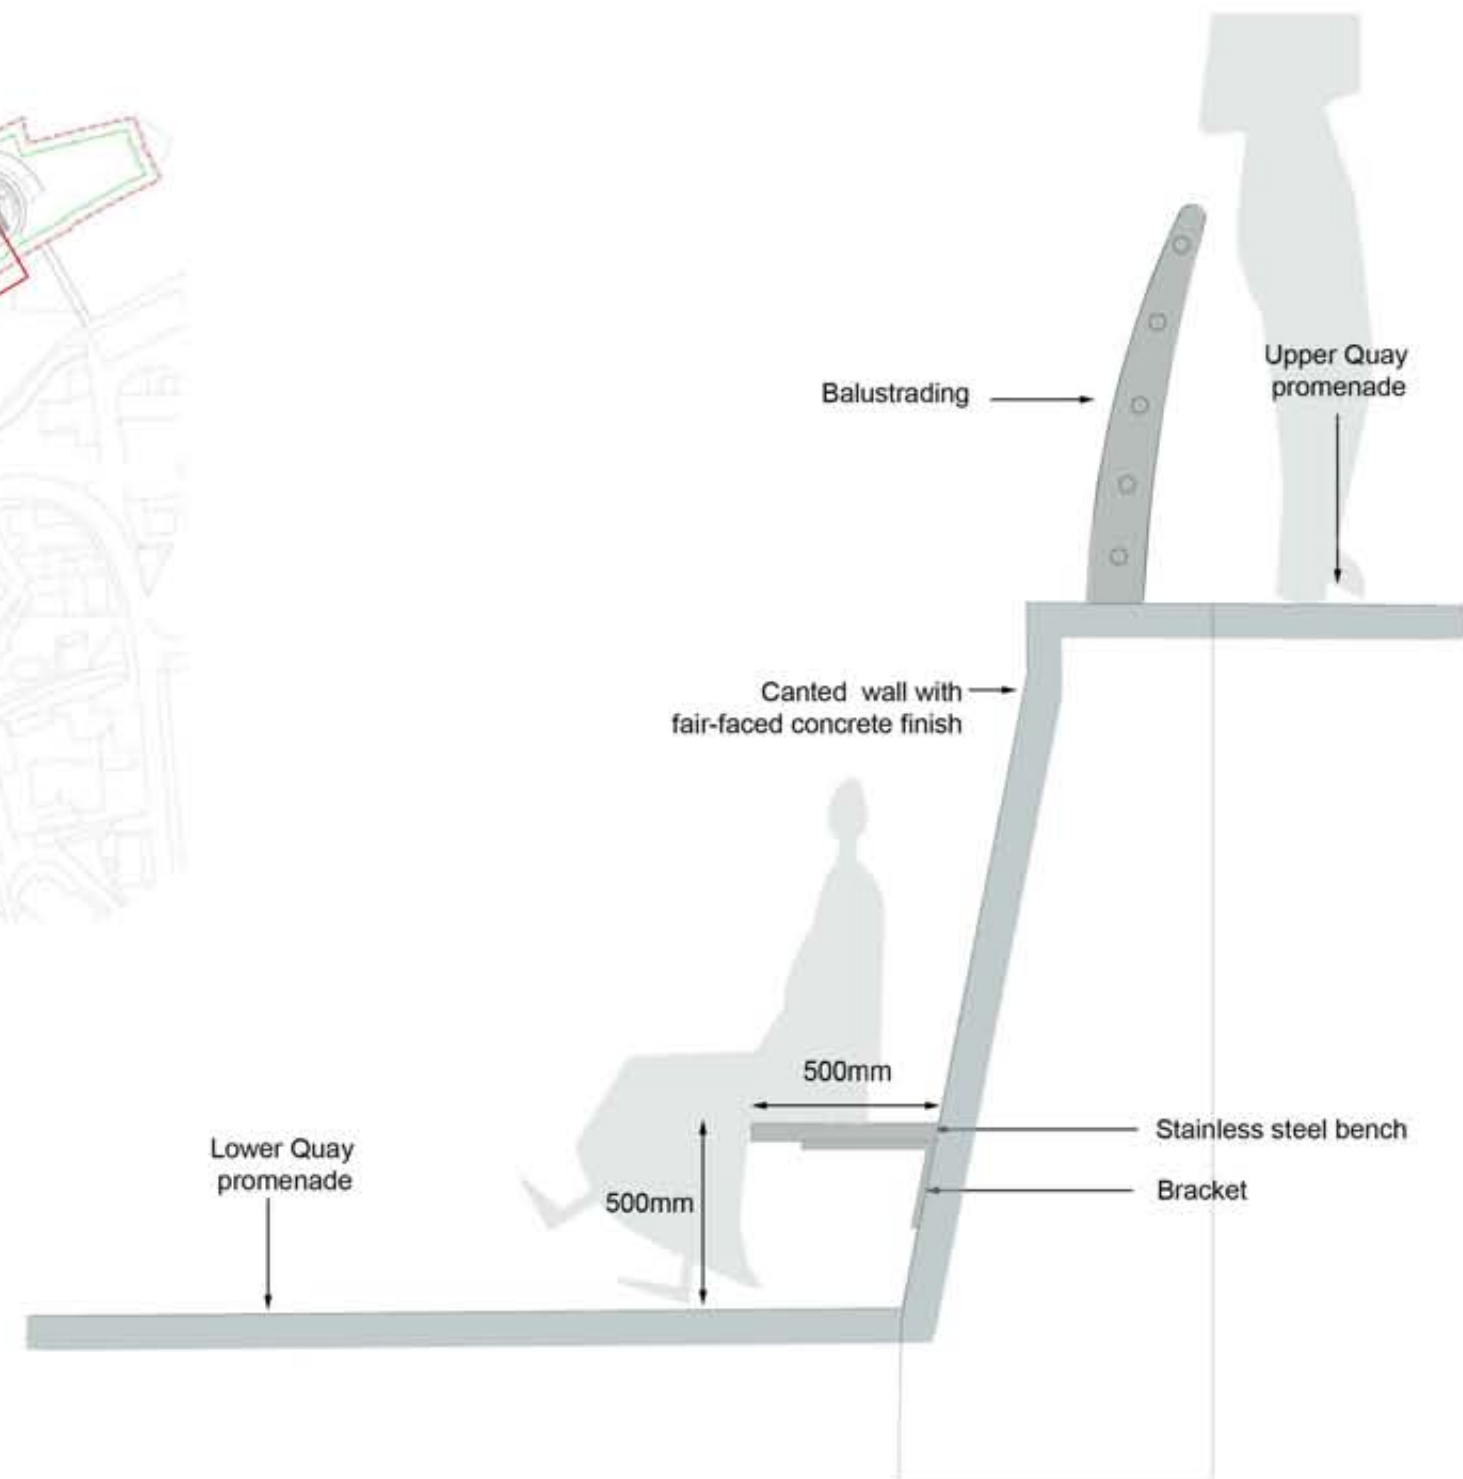 Upper Quay
promenade
Balustrading
Canted wall with
fair-faced concrete finish
500mm
Stainless steel bench
Lower Quay
promenade
500mm
Bracket